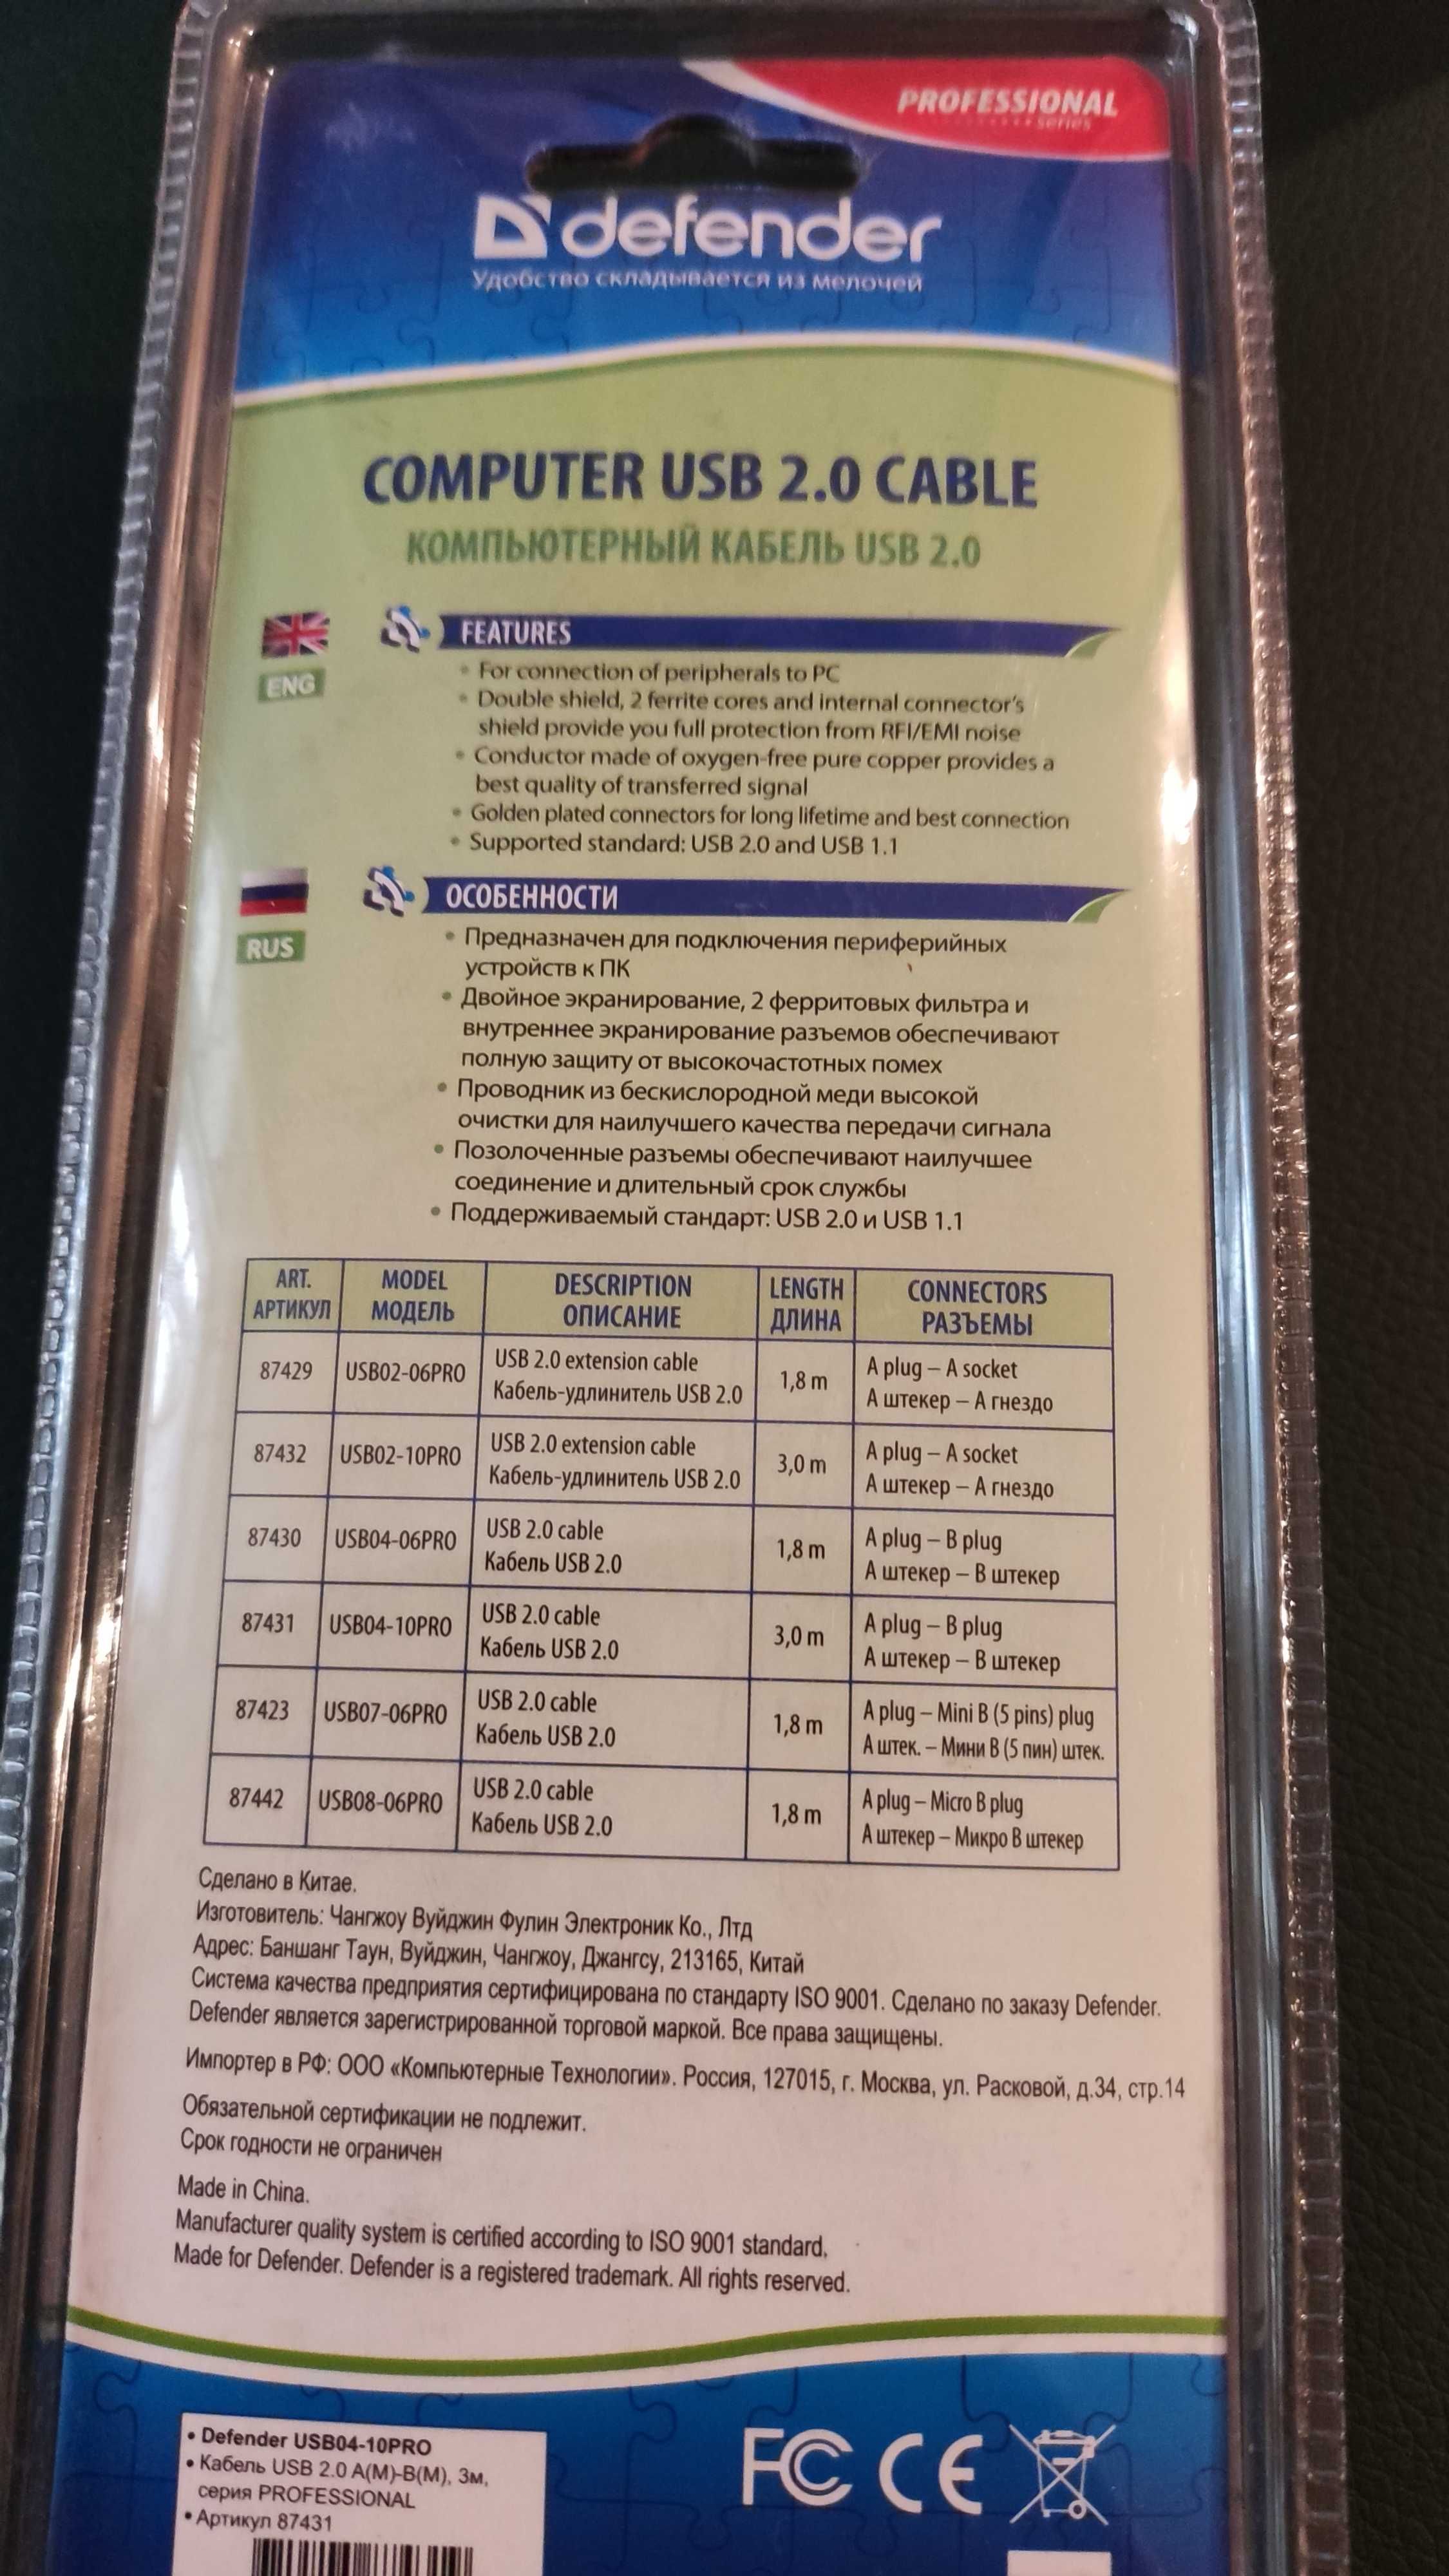 PROFESSIONAL
series
defender
Удобство складывается из мелочей
COMPUTER USB 2.0 CABLE
КОМПЬЮТЕРНЫЙ КАБЕЛЬ USB 2.0
FEATURES
ENG
• For connection of peripherals to PC
• Double shield, 2 ferrite cores and internal connector's
shield provide you full protection from RFI/EMI noise
• Conductor made of oxygen-free pure copper provides a
best quality of transferred signal
• Golden plated connectors for long lifetime and best connection
• Supported standard: USB 2.0 and USB 1.1
ОСОБЕННОСТИ
RUS
• Предназначен для подключения периферийных
устройств к ПК
• Двойное экранирование, 2 ферритовых фильтра и
внутреннее экранирование разъемов обеспечивают
полную защиту от высокочастотных помех
• Проводник из бескислородной меди высокой
очистки для наилучшего качества передачи сигнала
• Позолоченные разъемы обеспечивают наилучшее
соединение и длительный срок службы
• Поддерживаемый стандарт: USB 2.0 и USB 1.1
ART. MODEL DESCRIPTION LENGTH CONNECTORS
АРТИКУЛ МОДЕЛЬ ОПИСАНИЕ ДЛИНА РАЗЪЕМЫ
87429 USB02-06PRO USB 2.0 extension cable 1,8 m A plug – A socket
Кабель-удлинитель USB 2.0 А штекер – А гнездо
87432 USB02-10PRO USB 2.0 extension cable 3,0 m A plug – A socket
Кабель-удлинитель USB 2.0 А штекер – А гнездо
87430 USB04-06PRO USB 2.0 cable 1,8 m A plug – B plug
Кабель USB 2.0 А штекер – В штекер
87431 USB04-10PRO USB 2.0 cable 3,0 m A plug – B plug
Кабель USB 2.0 А штекер – В штекер
87423 USB07-06PRO USB 2.0 cable 1,8 m A plug – Mini B (5 pins) plug
Кабель USB 2.0 А штек. – Мини В (5 пин) штек.
87442 USB08-06PRO USB 2.0 cable 1,8 m A plug – Micro B plug
Кабель USB 2.0 А штекер – Микро В штекер
Сделано в Китае.
Изготовитель: Чангжоу Вуйджин Фулин Электроник Ко., Лтд
Адрес: Баншанг Таун, Вуйджин, Чангжоу, Джангсу, 213165, Китай
Система качества предприятия сертифицирована по стандарту ISO 9001. Сделано по заказу Defender.
Defender является зарегистрированной торговой маркой. Все права защищены.
Импортер в РФ: ООО «Компьютерные Технологии». Россия, 127015, г. Москва, ул. Расковой, д.34, стр.14
Обязательной сертификации не подлежит.
Срок годности не ограничен
Made in China.
Manufacturer quality system is certified according to ISO 9001 standard.
Made for Defender. Defender is a registered trademark. All rights reserved.
• Defender USB04-10PRO
• Кабель USB 2.0 A(M)-B(M), 3м,
серия PROFESSIONAL
• Артикул 87431
FC CE